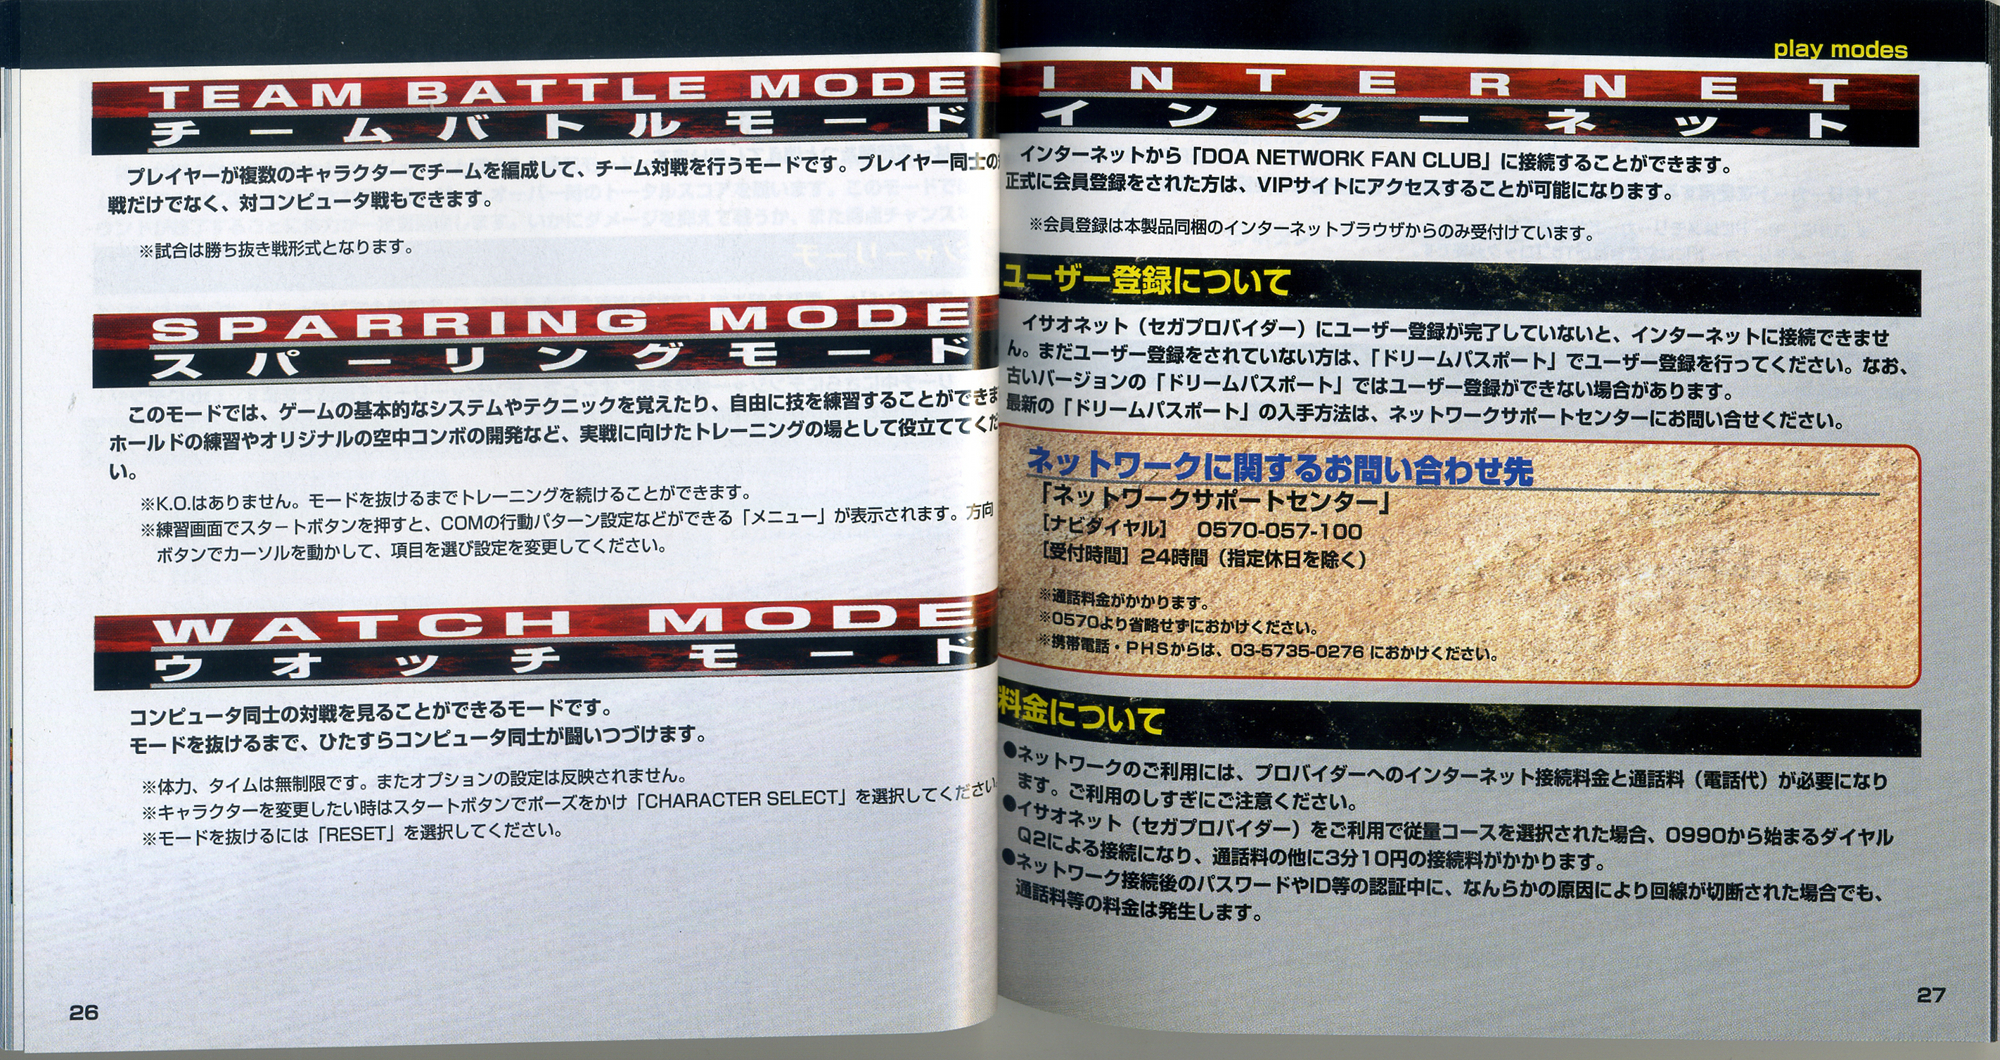 TEAM BATTLE MODE
チームバトルモード
プレイヤーが複数のキャラクターでチームを編成して、チーム対戦を行うモードです。プレイヤー同士の
戦だけでなく、対コンピュータ戦もできます。
※試合は勝ち抜き戦形式となります。
SPARRING MODE
スパーリングモード
このモードでは、ゲームの基本的なシステムやテクニックを覚えたり、自由に技を練習することができま
ホールドの練習やオリジナルの空中コンボの開発など、実戦に向けたトレーニングの場として役立ててくだ
い。
※K.O.はありません。モードを抜けるまでトレーニングを続けることができます。
※練習画面でスタートボタンを押すと、COMの行動パターン設定などができる「メニュー」が表示されます。方向
ボタンでカーソルを動かして、項目を選び設定を変更してください。
WATCH MODE
ウオッチモード
コンピュータ同士の対戦を見ることができるモードです。
モードを抜けるまで、ひたすらコンピュータ同士が闘いつづけます。
※体力、タイムは無制限です。またオプションの設定は反映されません。
※キャラクターを変更したい時はスタートボタンでポーズをかけ「CHARACTER SELECT」を選択してください
※モードを抜けるには「RESET」を選択してください。
26
play modes
INTERNET
インターネット
インターネットから「DOA NETWORK FAN CLUB」に接続することができます。
正式に会員登録をされた方は、VIPサイトにアクセスすることが可能になります。
※会員登録は本製品同梱のインターネットブラウザからのみ受付けています。
ユーザー登録について
イサオネット（セガプロバイダー）にユーザー登録が完了していないと、インターネットに接続できませ
ん。まだユーザー登録をされていない方は、「ドリームパスポート」でユーザー登録を行ってください。なお、
古いバージョンの「ドリームパスポート」ではユーザー登録ができない場合があります。
最新の「ドリームパスポート」の入手方法は、ネットワークサポートセンターにお問い合せください。
ネットワークに関するお問い合わせ先
「ネットワークサポートセンター」
［ナビダイヤル］ 0570-057-100
［受付時間］24時間（指定休日を除く）
※通話料金がかかります。
※0570より省略せずにおかけください。
※携帯電話・PHSからは、03-5735-0276 におかけください。
料金について
●ネットワークのご利用には、プロバイダーへのインターネット接続料金と通話料（電話代）が必要になり
ます。ご利用のしすぎにご注意ください。
●イサオネット（セガプロバイダー）をご利用で従量コースを選択された場合、0990から始まるダイヤル
Q2による接続になり、通話料の他に3分10円の接続料がかかります。
●ネットワーク接続後のパスワードやID等の認証中に、なんらかの原因により回線が切断された場合でも、
通話料等の料金は発生します。
27